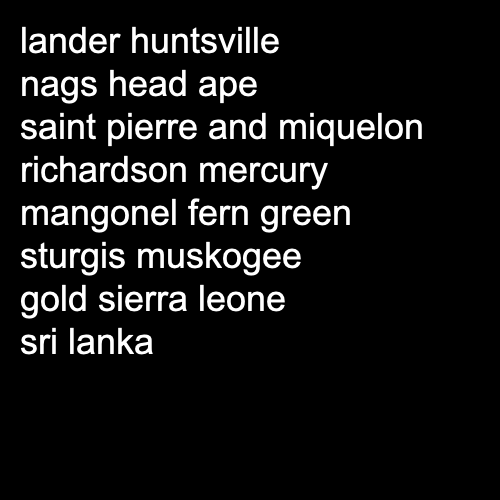 lander huntsville
nags head ape
saint pierre and miquelon
richardson mercury
mangonel fern green
sturgis muskogee
gold sierra leone
sri lanka